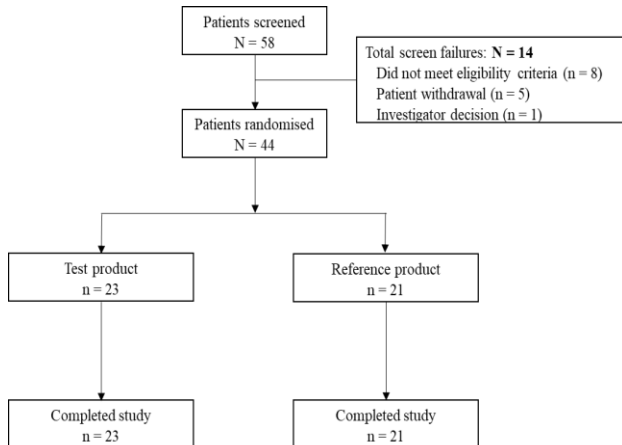 Patients screened
N = 58
Total screen failures: N = 14
Did not meet eligibility criteria (n = 8)
Patient withdrawal (n = 5)
Investigator decision (n = 1)
Patients randomised
N = 44
Test product
n = 23
Reference product
n = 21
Completed study
n = 23
Completed study
n = 21